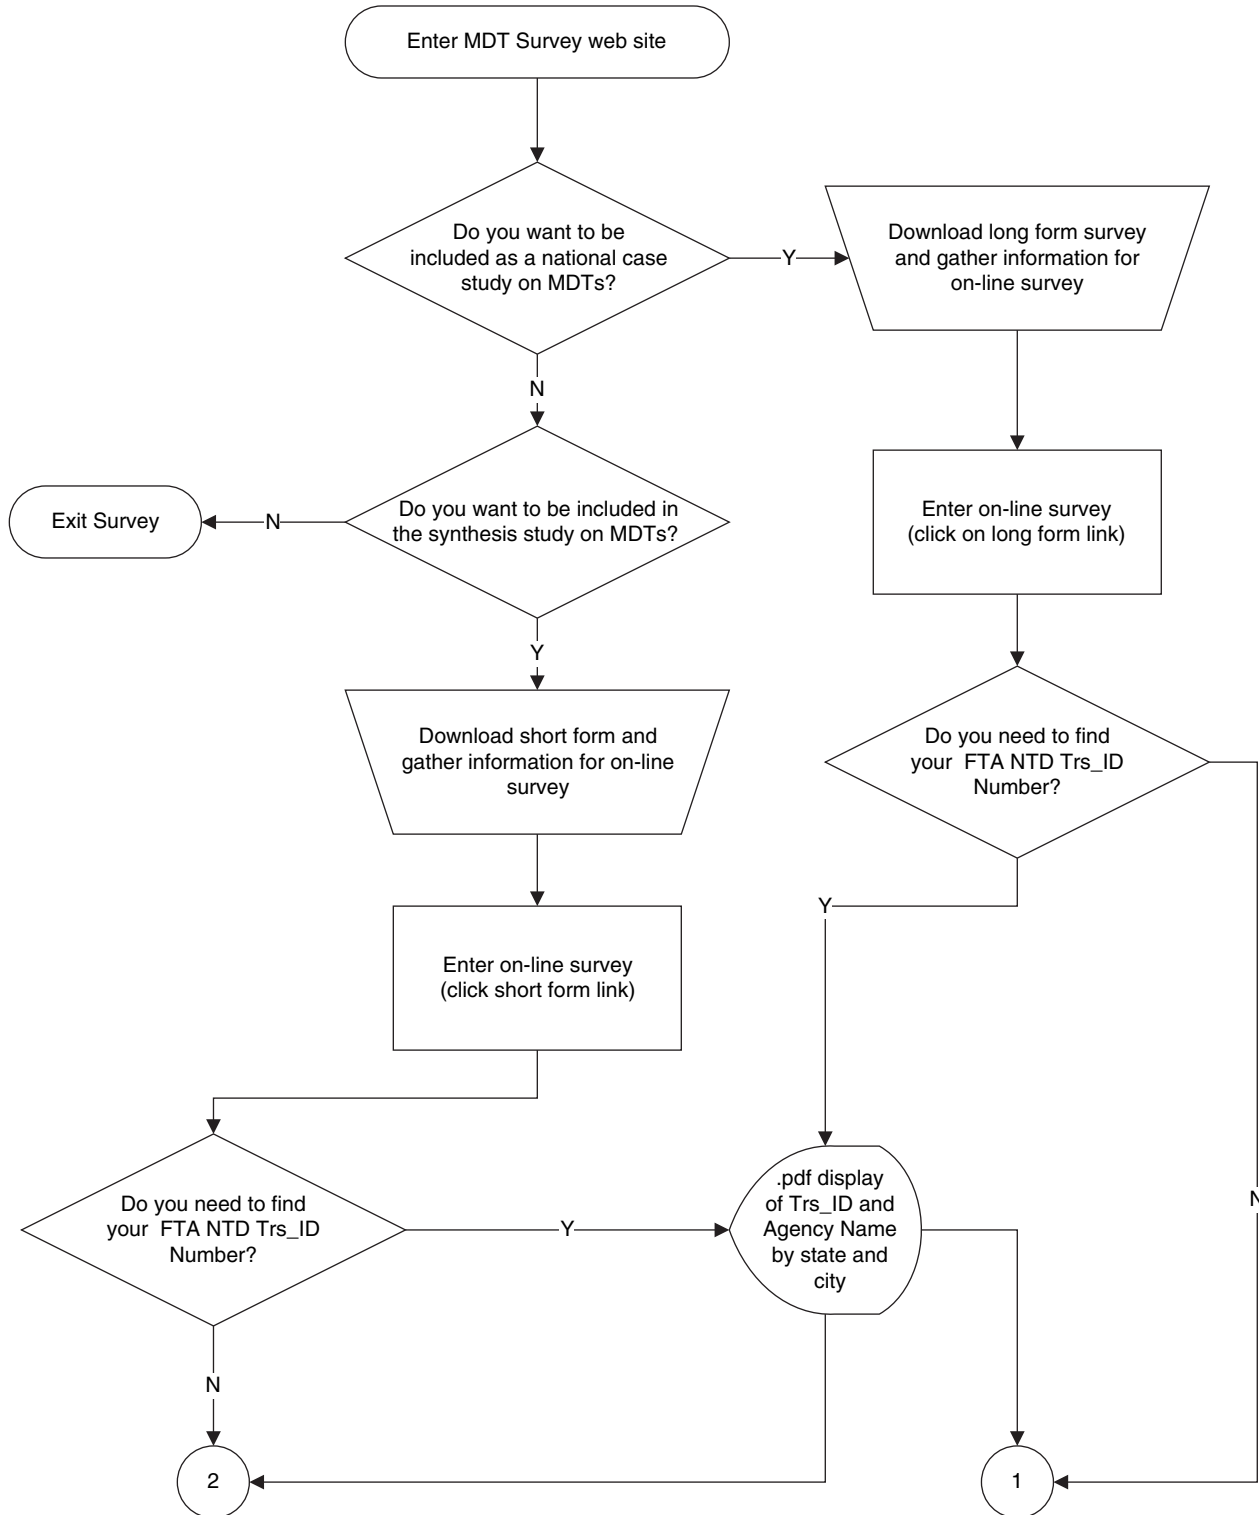 Enter MDT Survey web site
Do you want to be
included as a national case
study on MDTs?
Y
Download long form survey
and gather information for
on-line survey
N
Do you want to be included in
the synthesis study on MDTs?
N
Exit Survey
Enter on-line survey
(click on long form link)
Y
Download short form and
gather information for on-line
survey
Do you need to find
your FTA NTD Trs_ID
Number?
Y
Enter on-line survey
(click short form link)
N
Do you need to find
your FTA NTD Trs_ID
Number?
Y
.pdf display
of Trs_ID and
Agency Name
by state and
city
N
2
1